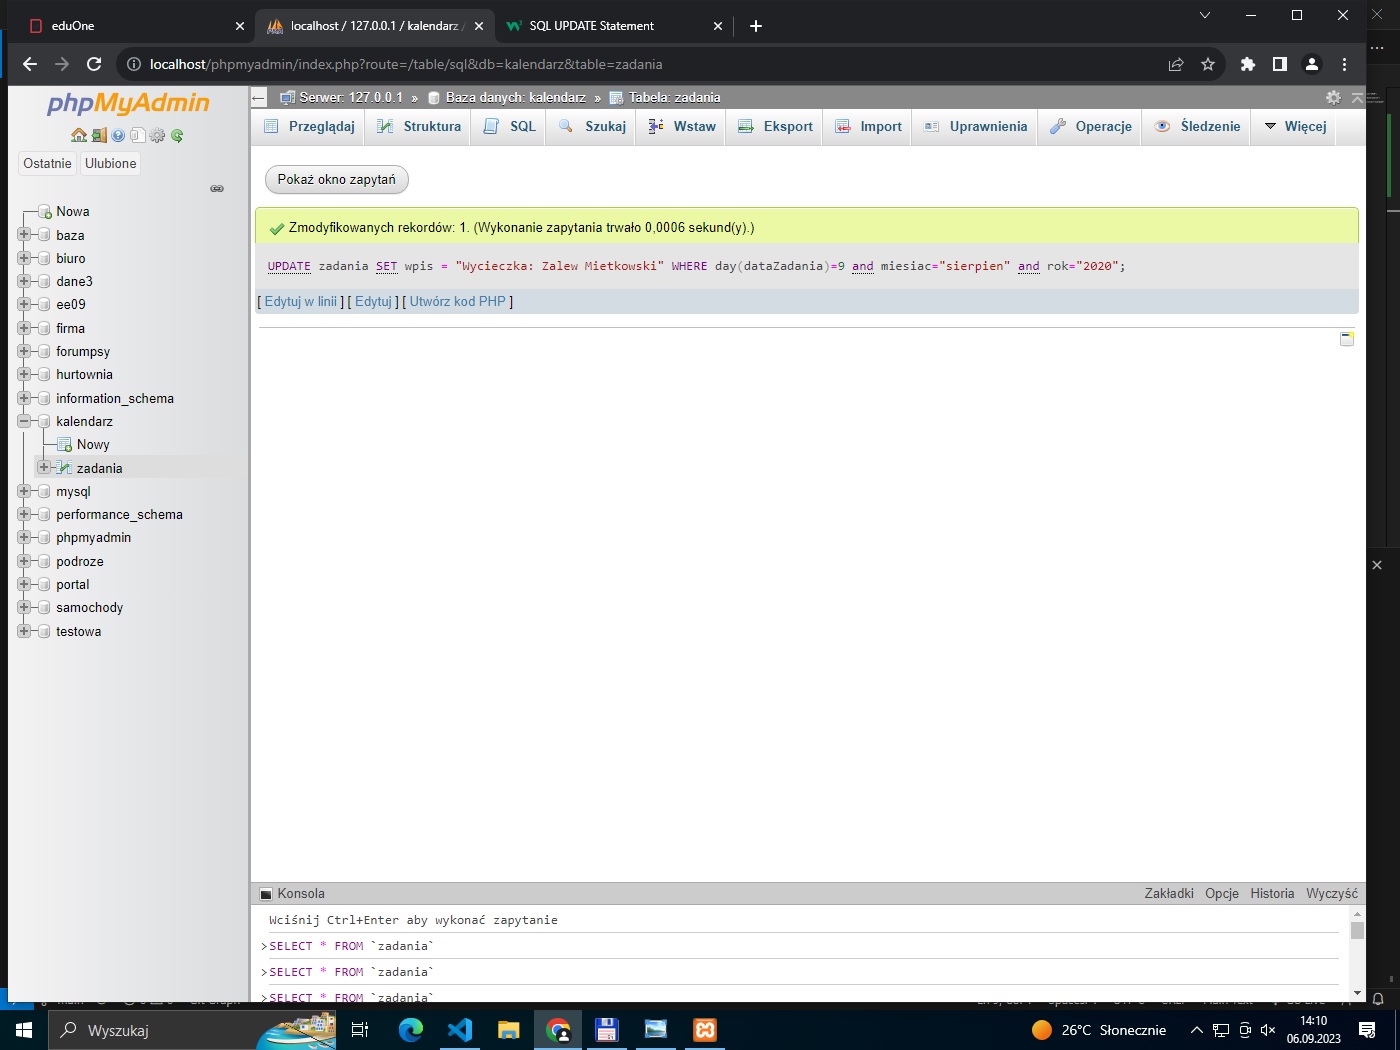 eduOne
localhost / 127.0.0.1 / kalendarz /
SQL UPDATE Statement
localhost/phpmyadmin/index.php?route=/table/sql&db=kalendarz&table=zadania
phpMyAdmin
Ostatnie Ulubione
Nowa
baza
biuro
dane3
ee09
firma
forumpsy
hurtownia
information_schema
kalendarz
Nowy
zadania
mysql
performance_schema
phpmyadmin
podroze
portal
samochody
testowa
Serwer: 127.0.0.1 » Baza danych: kalendarz » Tabela: zadania
Przeglądaj Struktura SQL Szukaj Wstaw Eksport Import Uprawnienia Operacje Śledzenie Więcej
Pokaż okno zapytań
Zmodyfikowanych rekordów: 1. (Wykonanie zapytania trwało 0,0006 sekund(y).)
UPDATE zadania SET wpis = "Wycieczka: Zalew Mietkowski" WHERE day(dataZadania)=9 and miesiac="sierpien" and rok="2020";
[ Edytuj w linii ] [ Edytuj ] [ Utwórz kod PHP ]
Konsola Zakładki Opcje Historia Wyczyść
Wciśnij Ctrl+Enter aby wykonać zapytanie
>SELECT * FROM `zadania`
>SELECT * FROM `zadania`
>SELECT * FROM `zadania`
Wyszukaj
26°C Słonecznie
14:10
06.09.2023